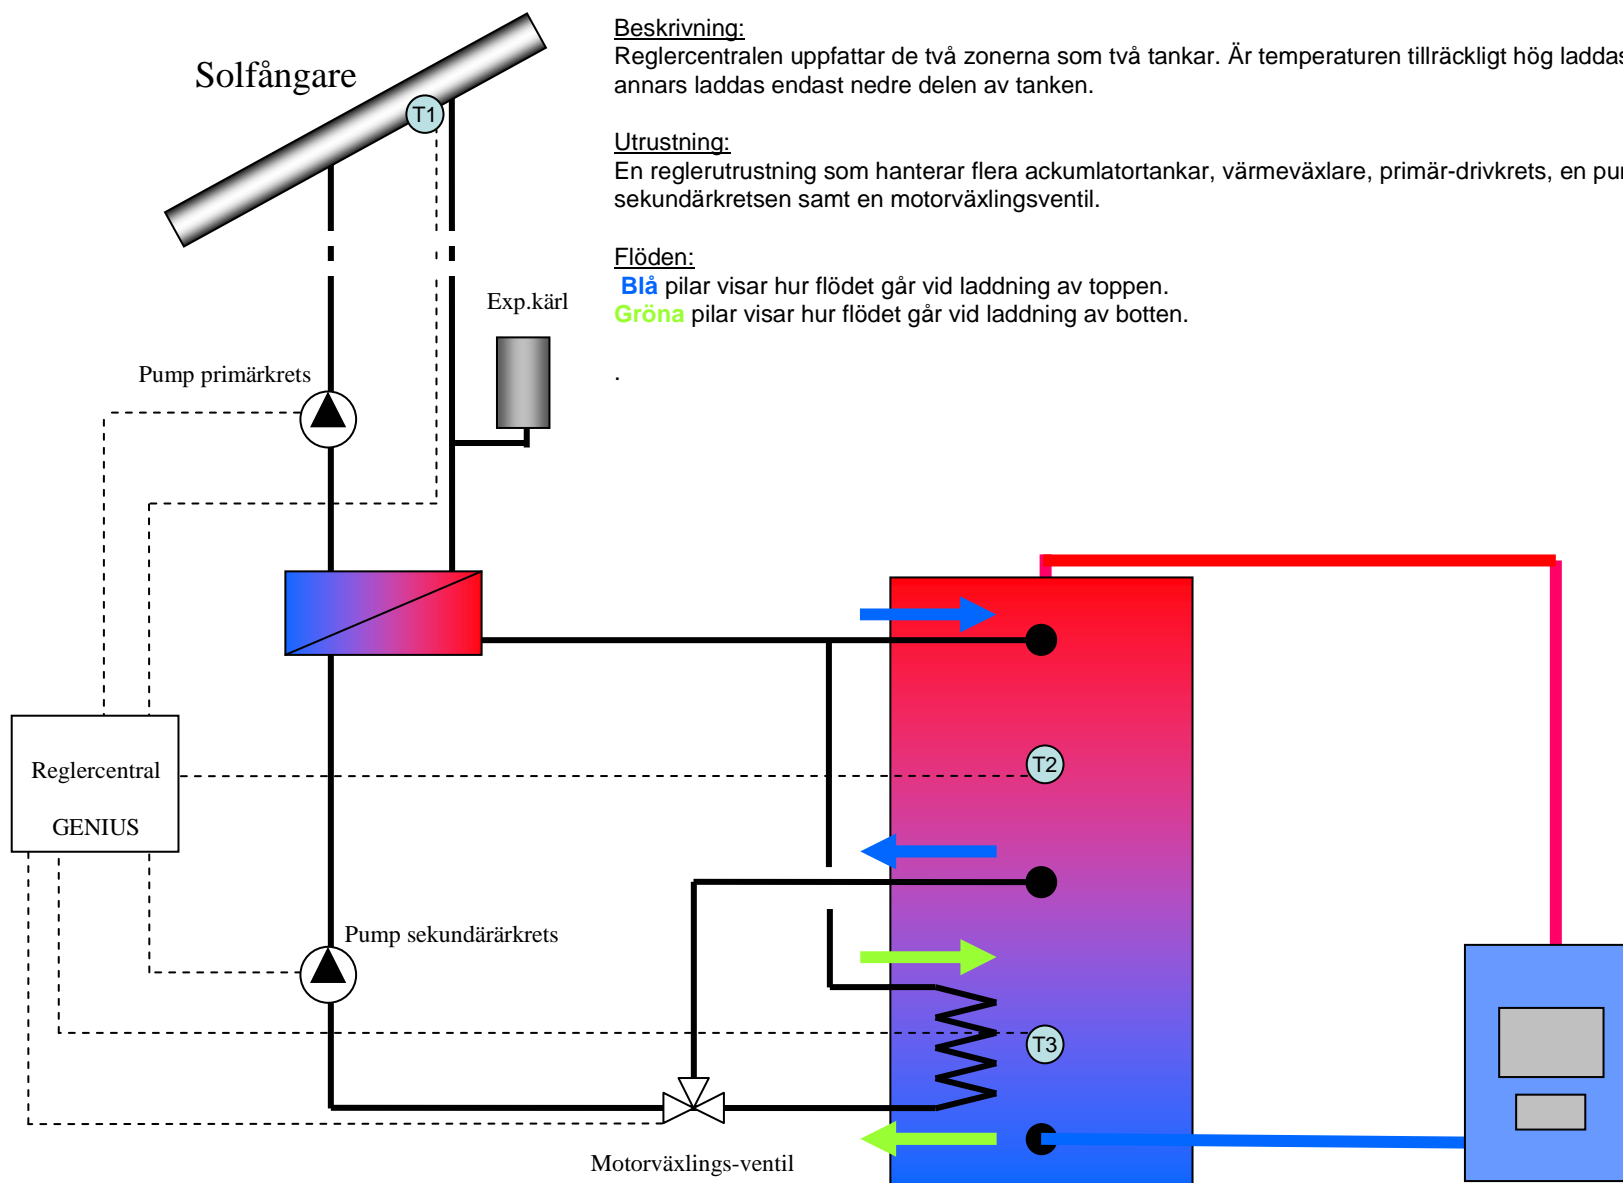 Beskrivning:
Reglercentralen uppfattar de två zonerna som två tankar. Är temperaturen tillräckligt hög laddas
annars laddas endast nedre delen av tanken.
Utrustning:
En reglerutrustning som hanterar flera ackumlatortankar, värmeväxlare, primär-drivkrets, en
sekundärkretsen samt en motorväxlingsventil.
Flöden:
Blå pilar visar hur flödet går vid laddning av toppen.
Gröna pilar visar hur flödet går vid laddning av botten.
.
Solfångare
T1
Exp.kärl
Pump primärkrets
Reglercentral
GENIUS
T2
Pump sekundärärkrets
T3
Motorväxlings-ventil